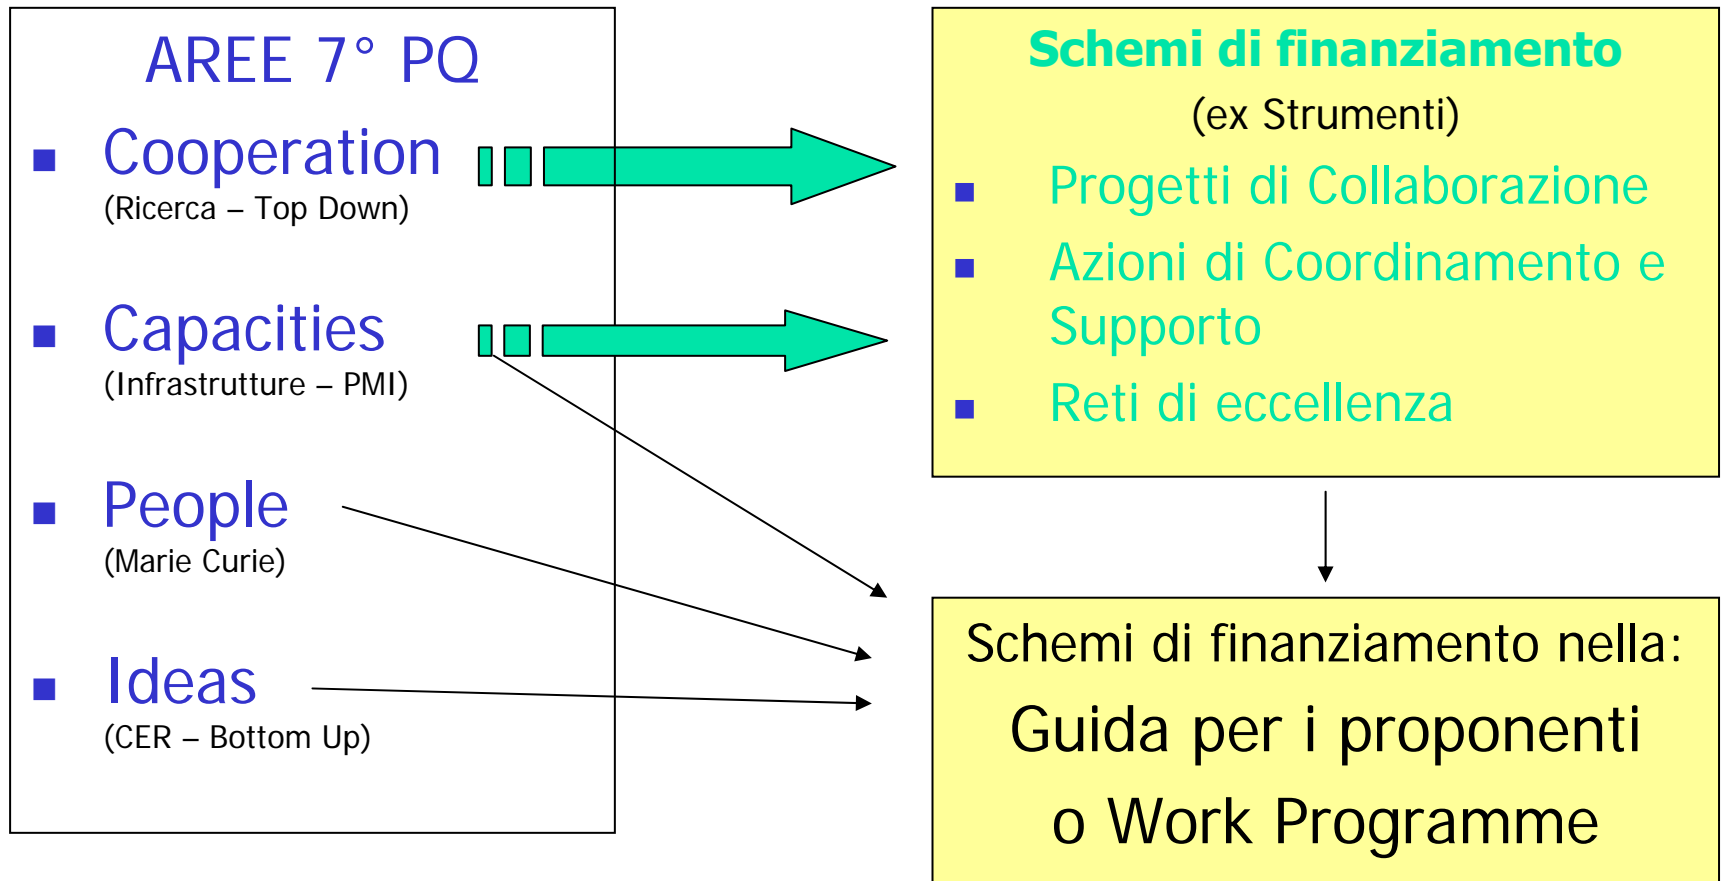 AREE 7° PQ
Cooperation
(Ricerca – Top Down)
Capacities
(Infrastrutture – PMI)
People
(Marie Curie)
Ideas
(CER – Bottom Up)
Schemi di finanziamento
(ex Strumenti)
Progetti di Collaborazione
Azioni di Coordinamento e
Supporto
Reti di eccellenza
Schemi di finanziamento nella:
Guida per i proponenti
o Work Programme